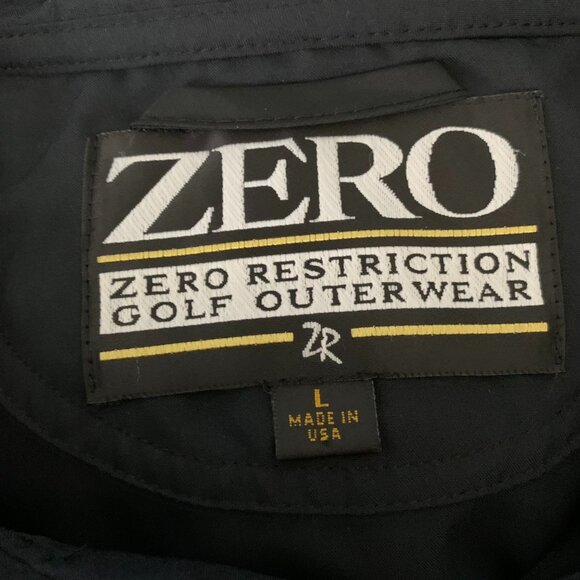 ZERO
ZERO RESTRICTION
GOLF OUTERWEAR
ZR
L
MADE IN
USA